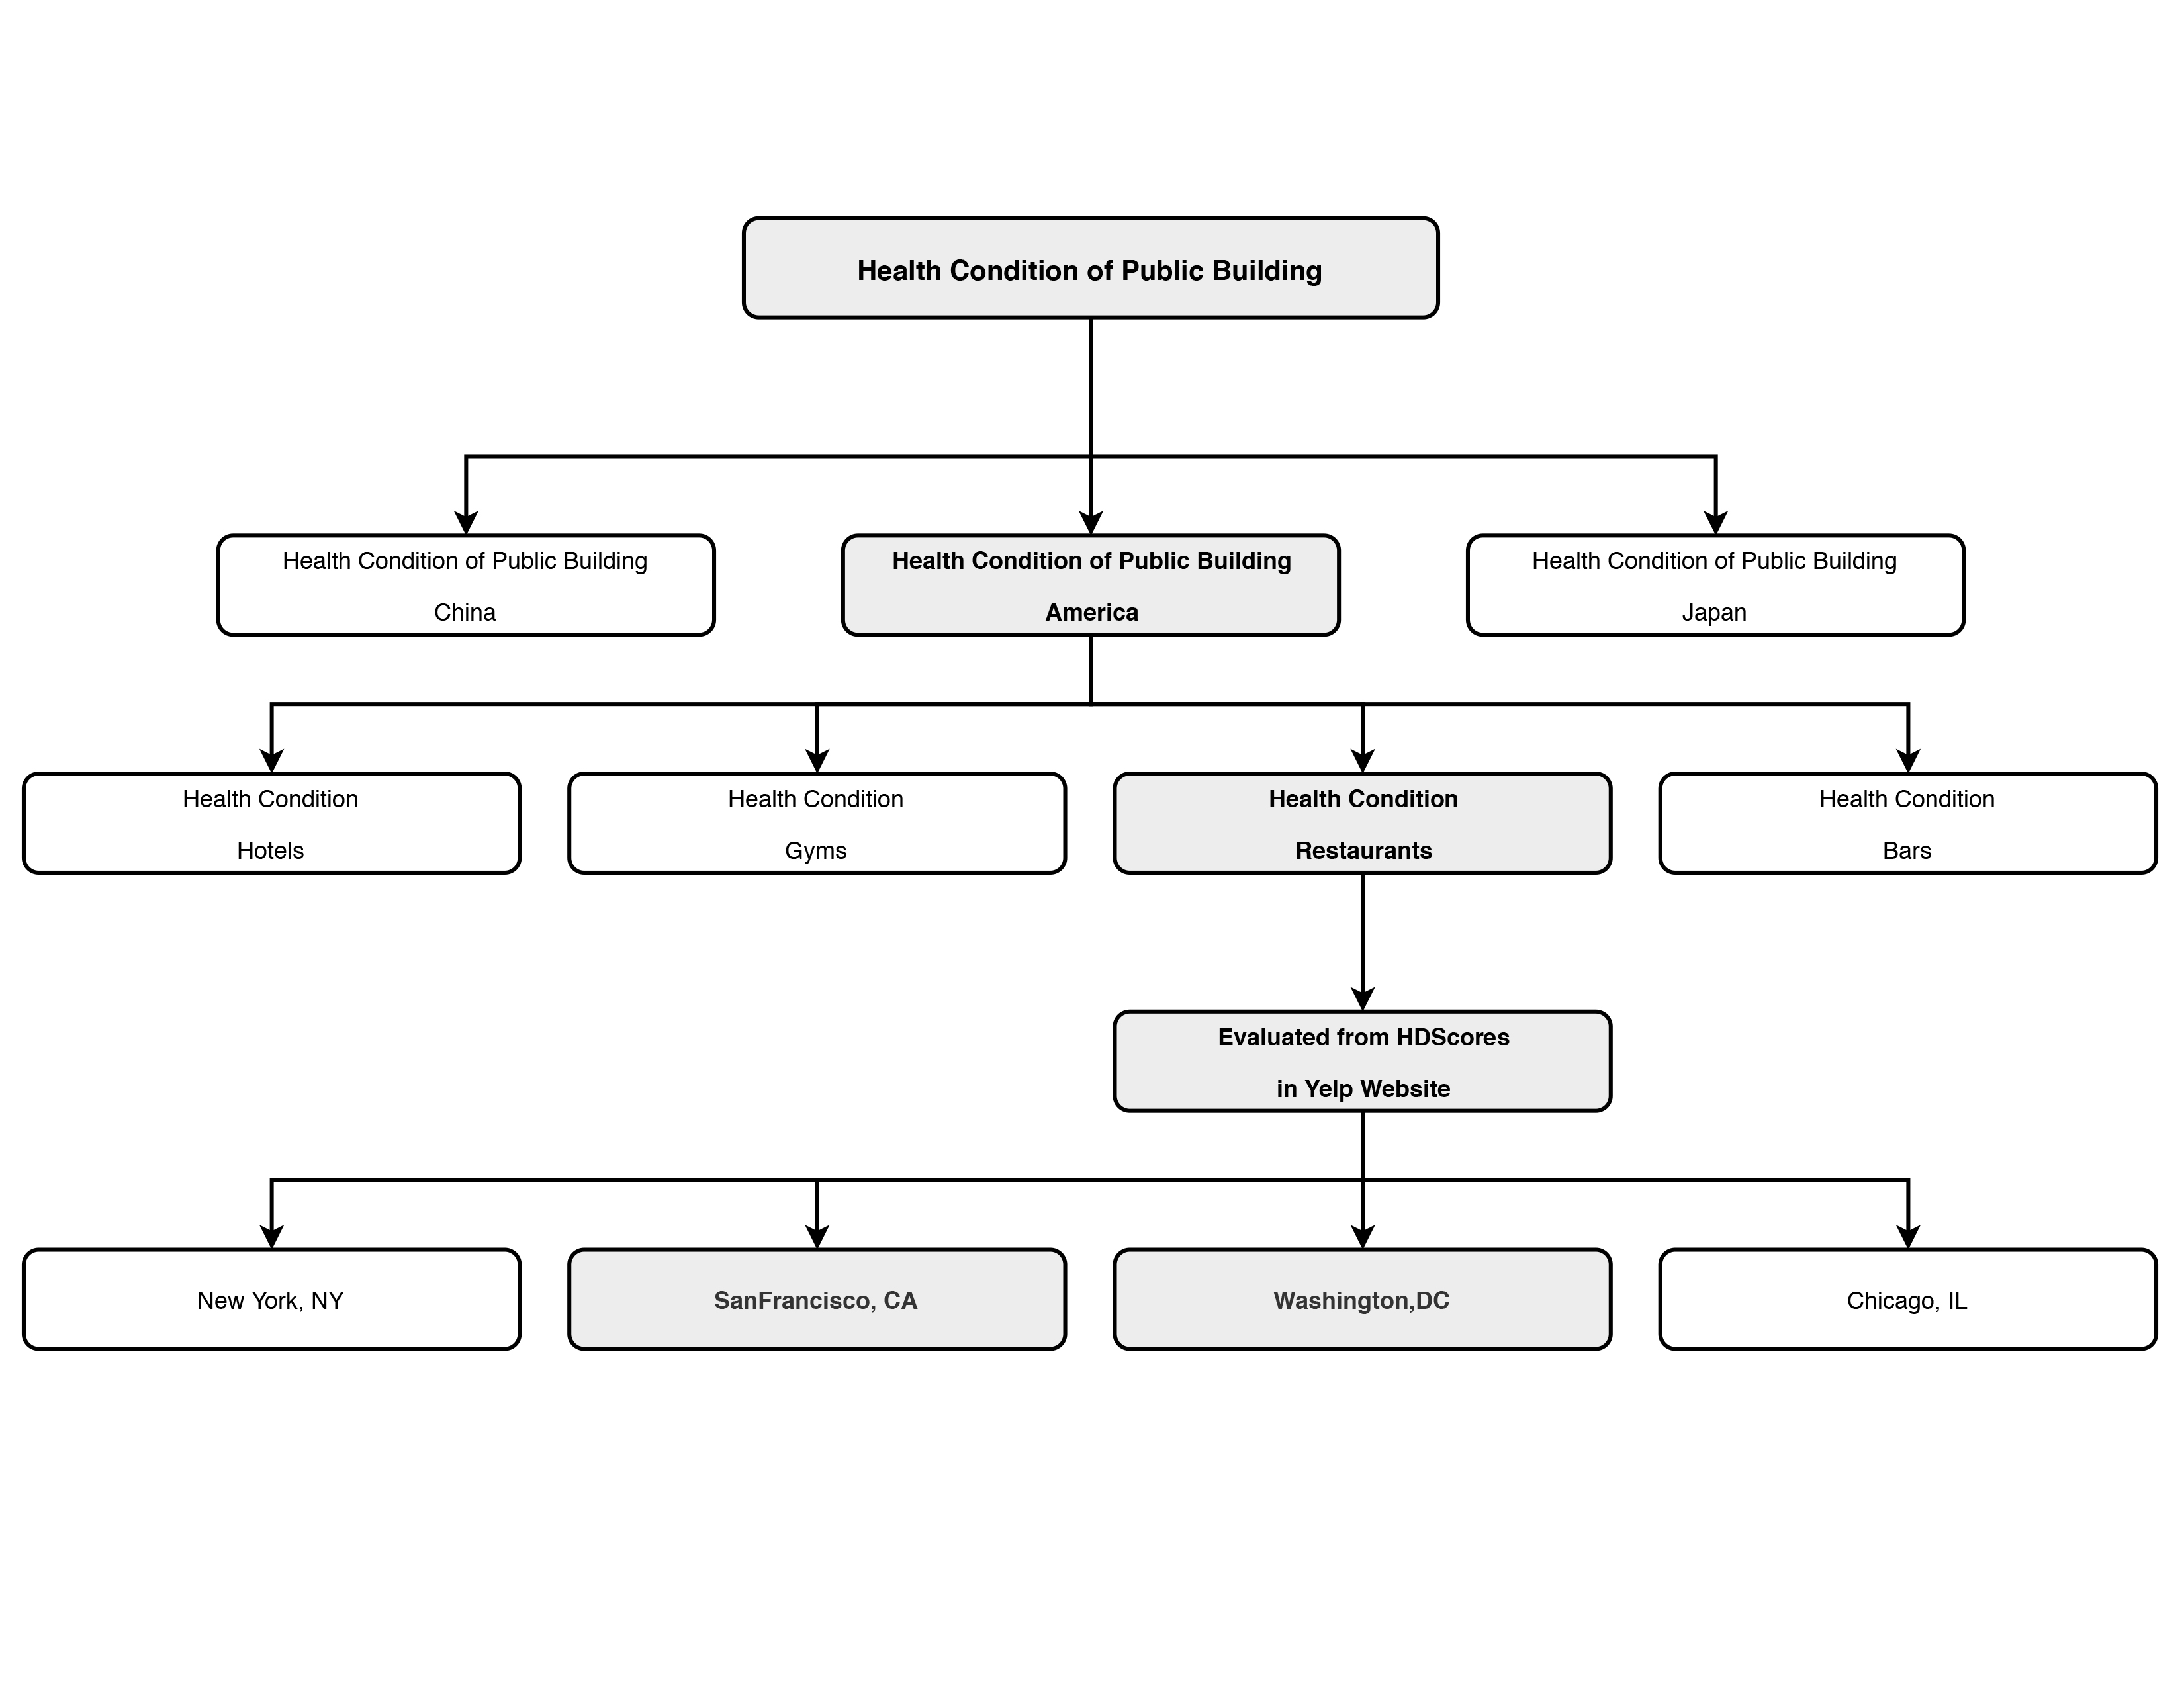 Health Condition of Public Building
Health Condition of Public Building
China
Health Condition of Public Building
America
Health Condition of Public Building
Japan
Health Condition
Hotels
Health Condition
Gyms
Health Condition
Restaurants
Health Condition
Bars
Evaluated from HDScores
in Yelp Website
New York, NY
SanFrancisco, CA
Washington,DC
Chicago, IL